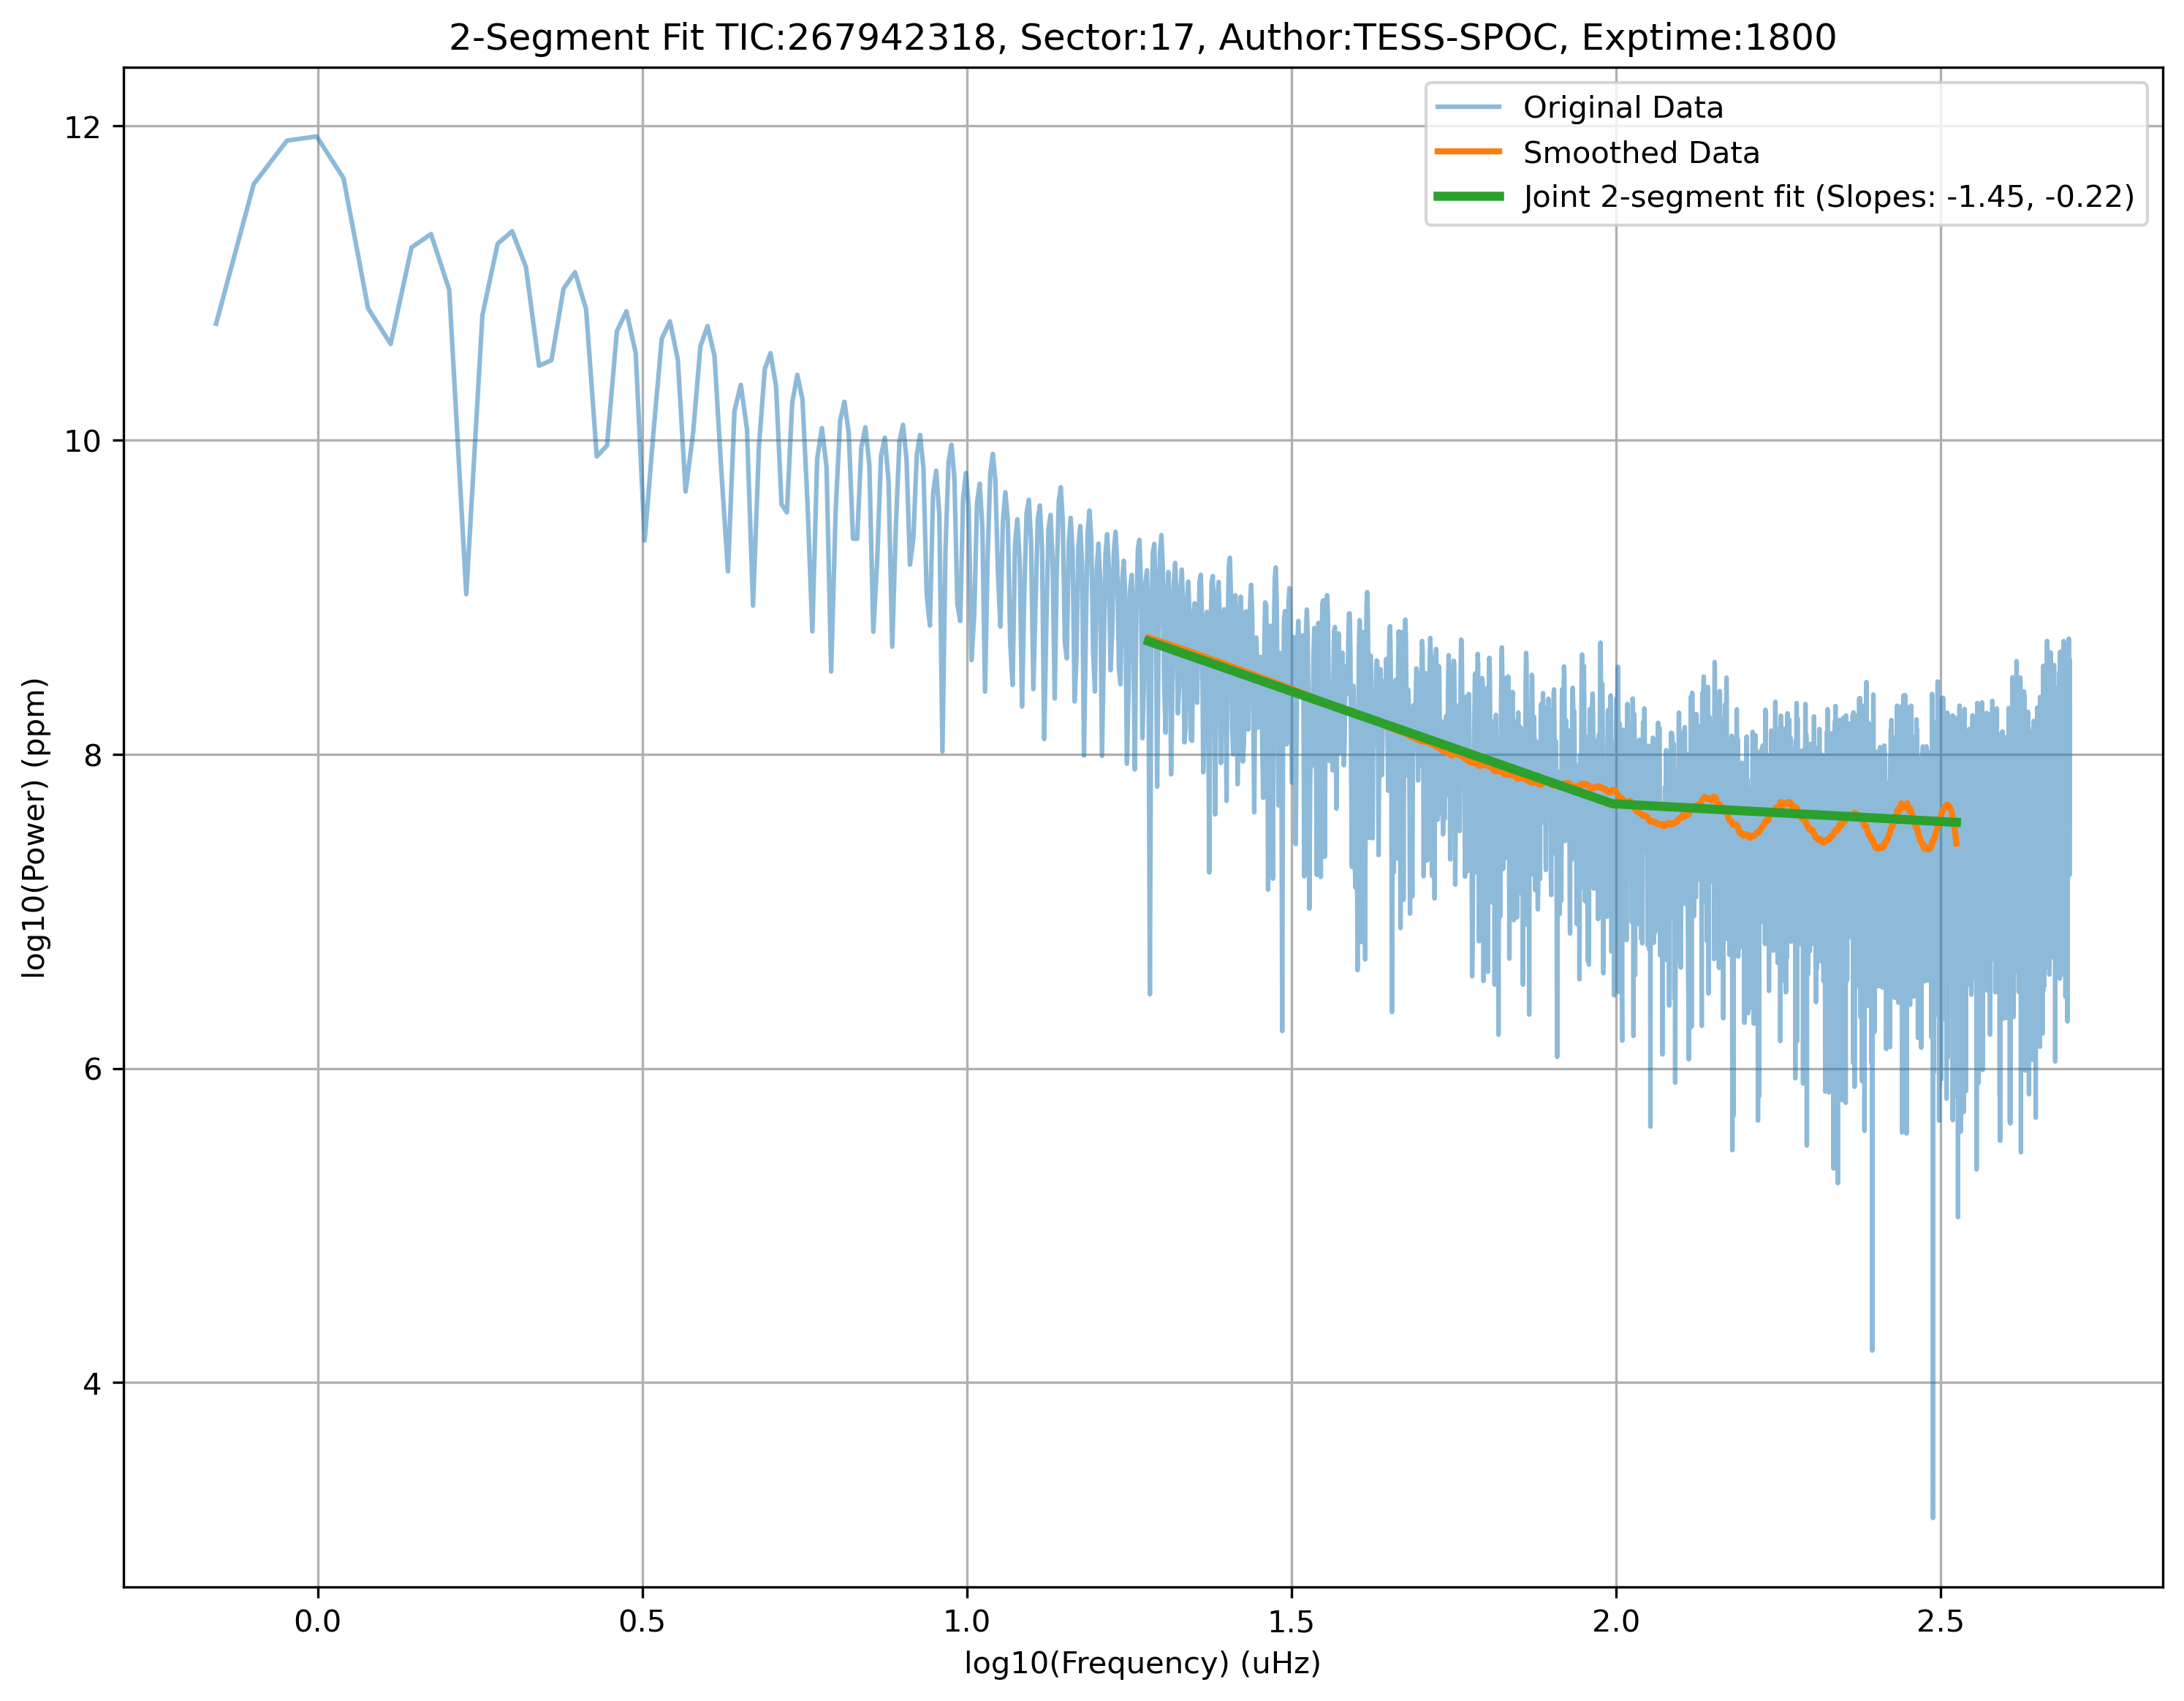 2-Segment Fit TIC:267942318, Sector:17, Author:TESS-SPOC, Exptime:1800
Original Data
Smoothed Data
Joint 2-segment fit (Slopes: -1.45, -0.22)
12
10
8
6
4
log10(Power) (ppm)
0.0 0.5 1.0 1.5 2.0 2.5
log10(Frequency) (uHz)